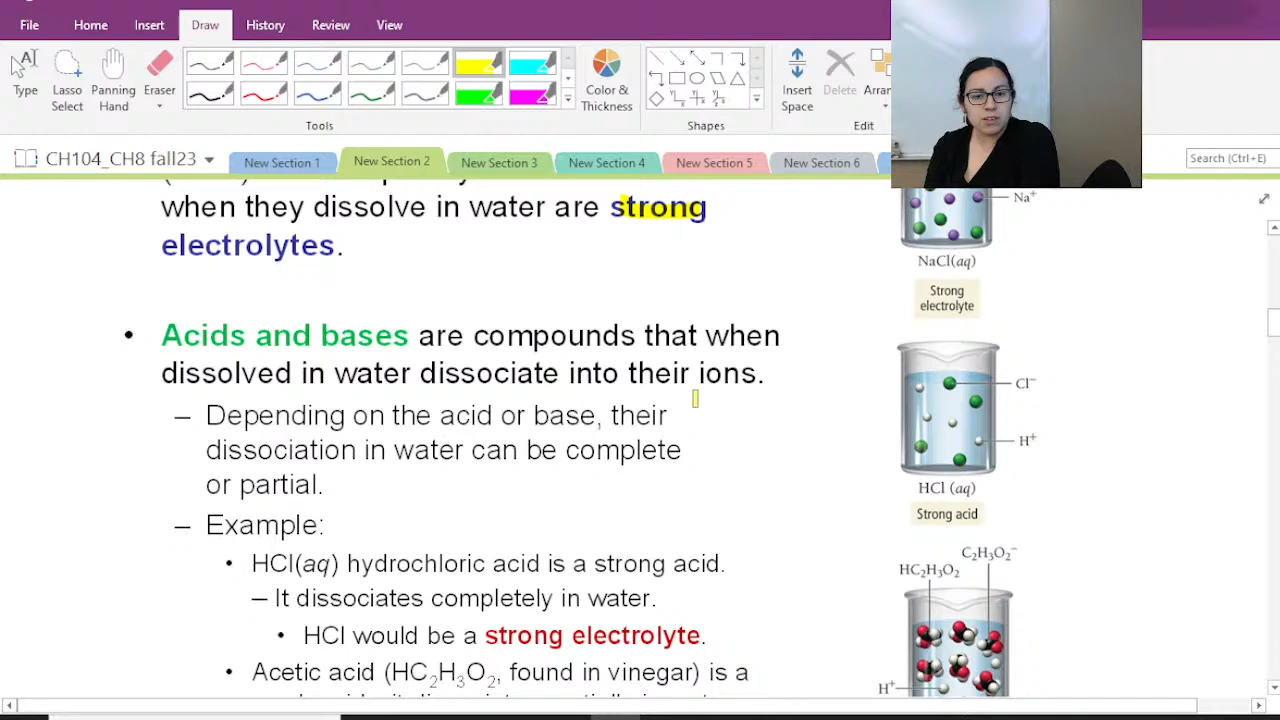 File Home Insert Draw History Review View
Type
Lasso Select
Panning Hand
Eraser
Color & Thickness
Insert Space
Delete
Arran
Tools
Shapes
Edit
CH104_CH8 fall23
New Section 1
New Section 2
New Section 3
New Section 4
New Section 5
New Section 6
Search (Ctrl+E)
when they dissolve in water are strong
electrolytes.
• Acids and bases are compounds that when
dissolved in water dissociate into their ions.
– Depending on the acid or base, their
dissociation in water can be complete
or partial.
– Example:
• HCl(aq) hydrochloric acid is a strong acid.
– It dissociates completely in water.
• HCl would be a strong electrolyte.
• Acetic acid (HC₂H₃O₂, found in vinegar) is a
Na⁺
NaCl(aq)
Strong
electrolyte
Cl⁻
H⁺
HCl (aq)
Strong acid
C₂H₃O₂⁻
HC₂H₃O₂
H⁺